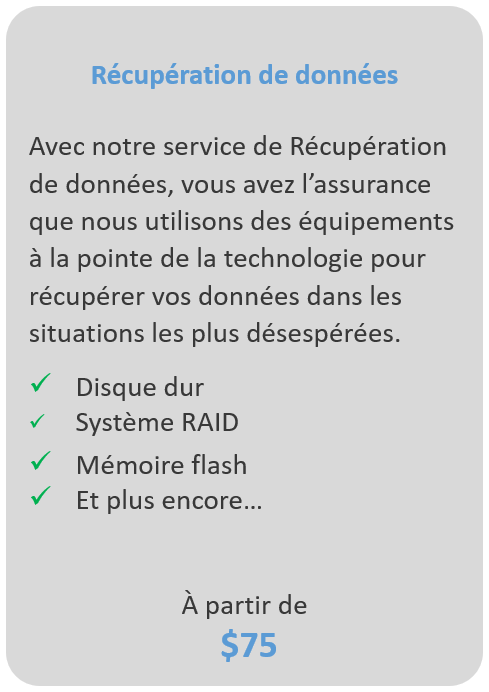 Récupération de données
Avec notre service de Récupération
de données, vous avez l’assurance
que nous utilisons des équipements
à la pointe de la technologie pour
récupérer vos données dans les
situations les plus désespérées.
✓ Disque dur
✓ Système RAID
✓ Mémoire flash
✓ Et plus encore…
À partir de
$75